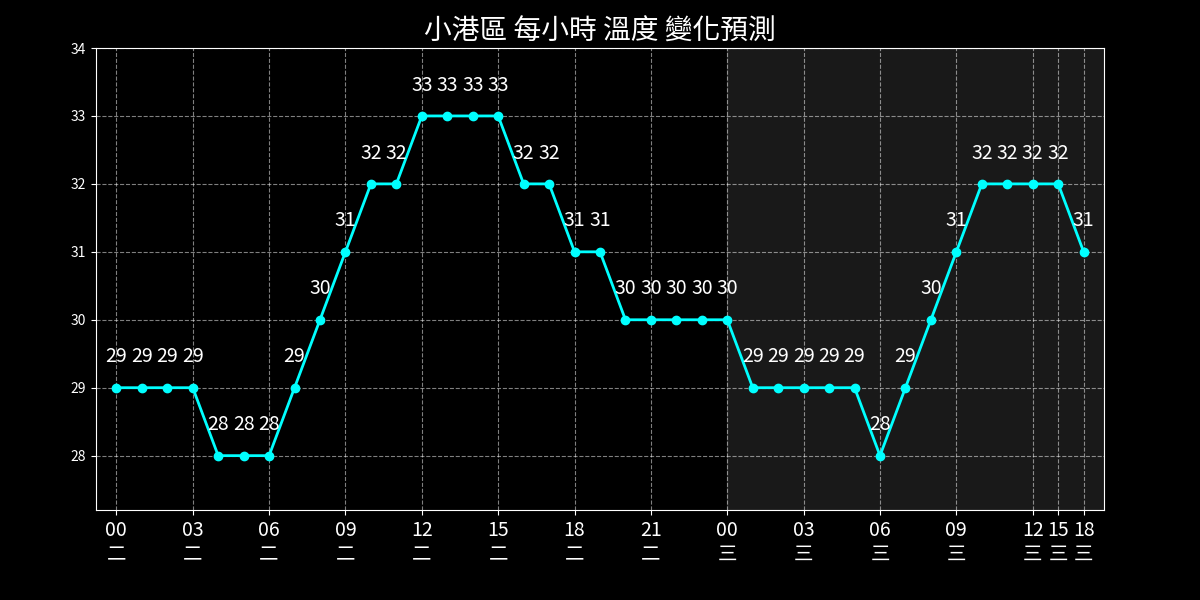 小港區 每小時 溫度 變化預測
34
33 33 33 33
33
32 32 32 32 32 32 32 32
32
31 31 31 31 31
31
30 30 30 30 30 30 30
30
29 29 29 29 29 29 29 29 29 29 29
29
28 28 28 28
28
00 03 06 09 12 15 18 21 00 03 06 09 12 15 18
二 二 二 二 二 二 二 二 三 三 三 三 三 三 三